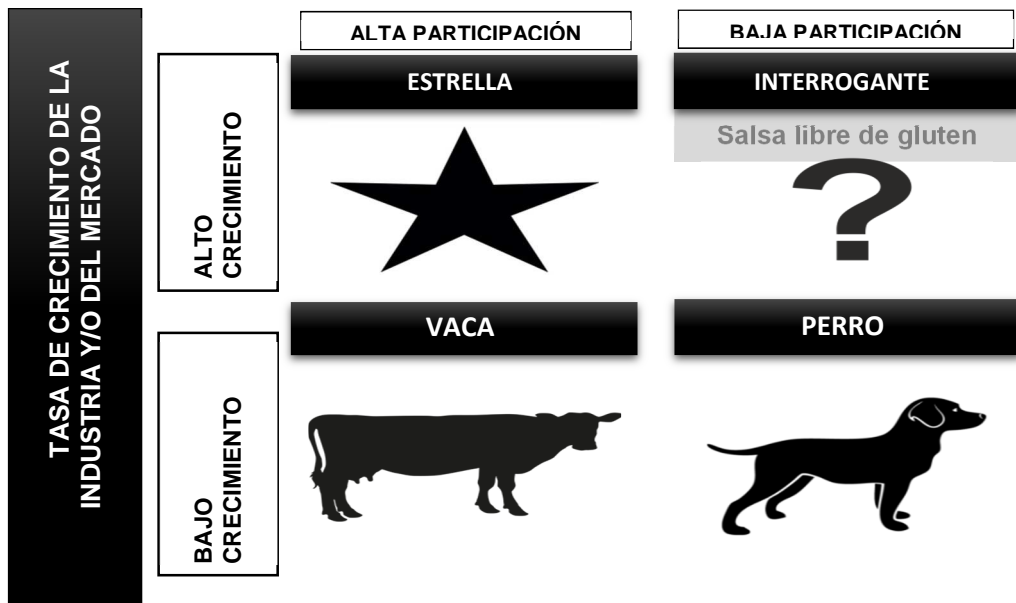 ALTA PARTICIPACIÓN
BAJA PARTICIPACIÓN
TASA DE CRECIMIENTO DE LA
INDUSTRIA Y/O DEL MERCADO
ALTO
CRECIMIENTO
ESTRELLA
INTERROGANTE
Salsa libre de gluten
?
BAJO
CRECIMIENTO
VACA
PERRO